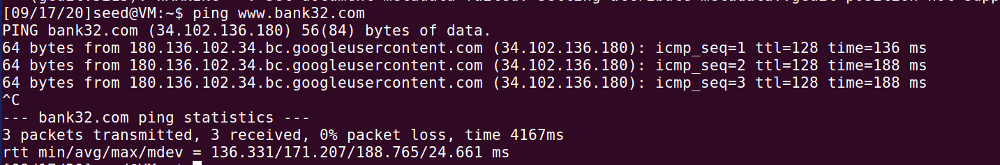 [09/17/20]seed@VM:~$ ping www.bank32.com
PING bank32.com (34.102.136.180) 56(84) bytes of data.
64 bytes from 180.136.102.34.bc.googleusercontent.com (34.102.136.180): icmp_seq=1 ttl=128 time=136 ms
64 bytes from 180.136.102.34.bc.googleusercontent.com (34.102.136.180): icmp_seq=2 ttl=128 time=188 ms
64 bytes from 180.136.102.34.bc.googleusercontent.com (34.102.136.180): icmp_seq=3 ttl=128 time=188 ms
^C
--- bank32.com ping statistics ---
3 packets transmitted, 3 received, 0% packet loss, time 4167ms
rtt min/avg/max/mdev = 136.331/171.207/188.765/24.661 ms
[09/17/20]seed@VM:~$